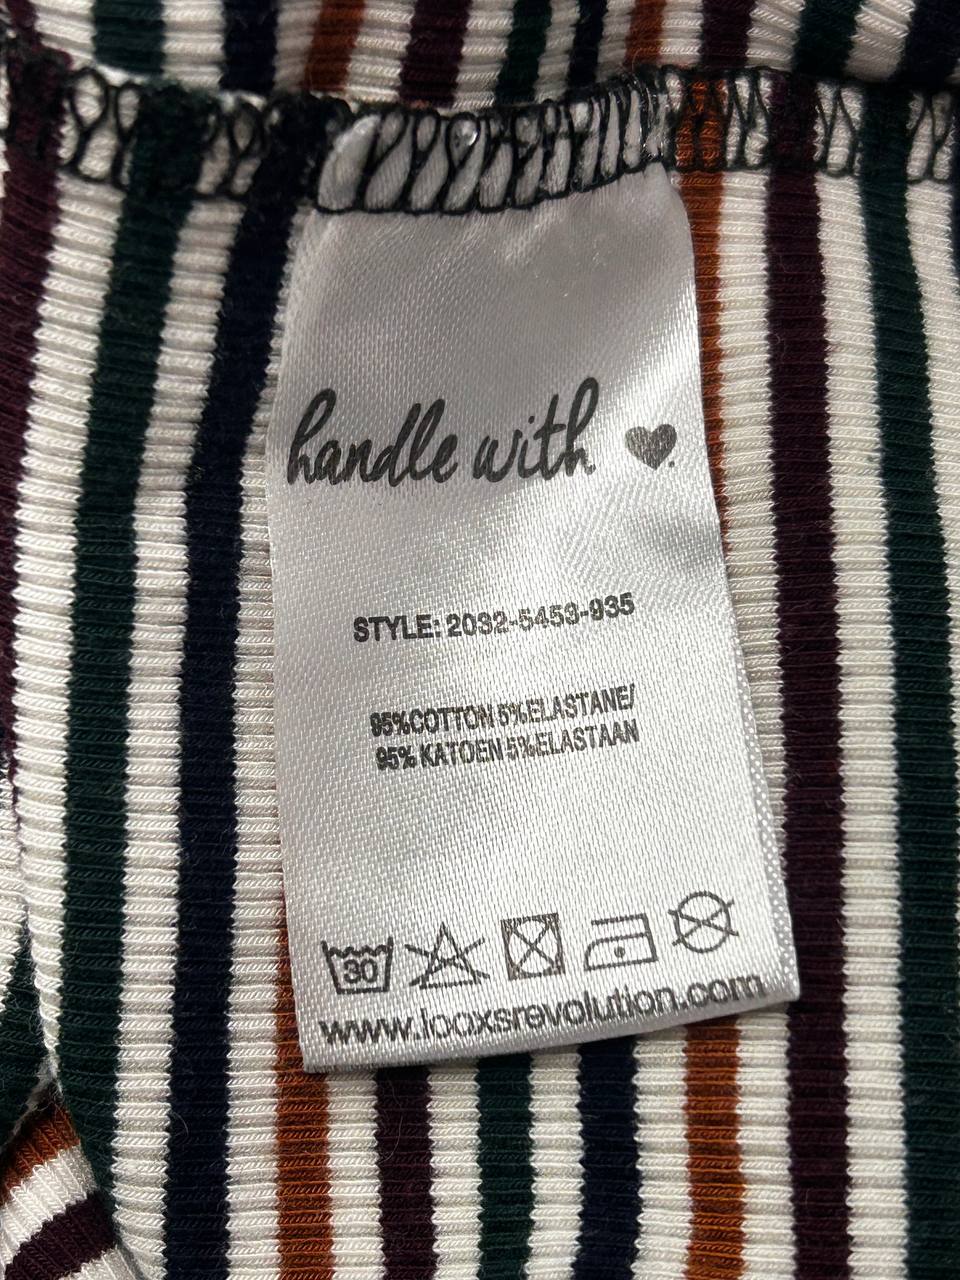 handle with
STYLE: 2032-5453-935
95%COTTON 5%ELASTANE/
95% KATOEN 5%ELASTAAN
30
www.looxsrevolution.com